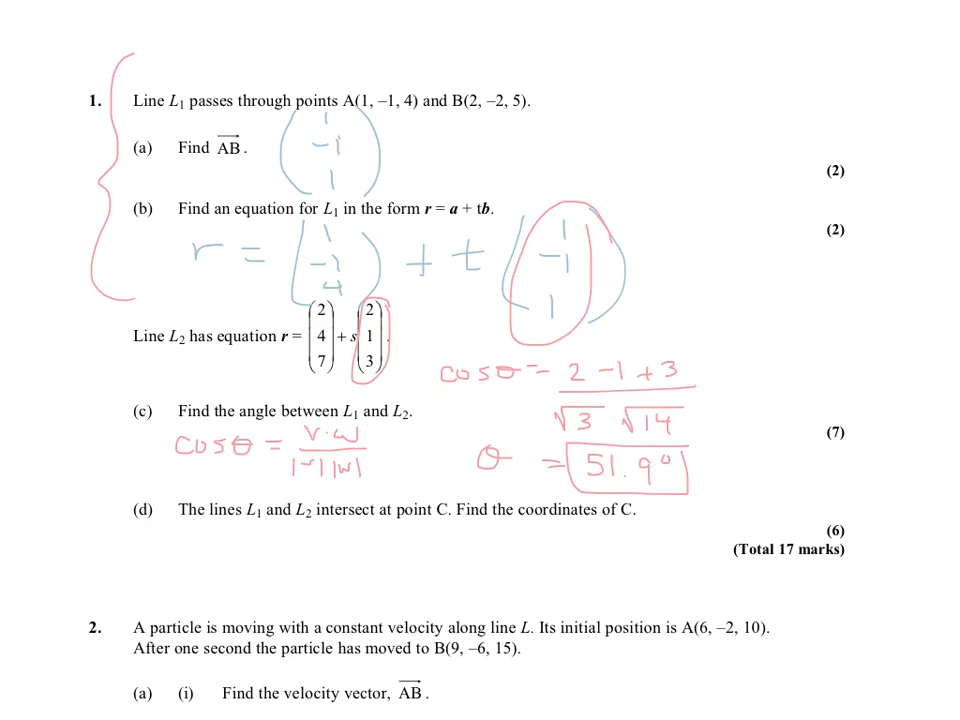 1. Line L₁ passes through points A(1, –1, 4) and B(2, –2, 5).
(a) Find AB⃗ .
1
–1
1
(2)
(b) Find an equation for L₁ in the form r = a + tb.
(2)
r = ( 1 –1 4 ) + t ( 1 –1 1 )
Line L₂ has equation r = ( 2 4 7 ) + s ( 2 1 3 ) .
cosθ = 2 – 1 + 3 / √3 √14
(c) Find the angle between L₁ and L₂.
(7)
cosθ = v·w / |v| |w|
θ = 51.9°
(d) The lines L₁ and L₂ intersect at point C. Find the coordinates of C.
(6)
(Total 17 marks)
2. A particle is moving with a constant velocity along line L. Its initial position is A(6, –2, 10).
After one second the particle has moved to B(9, –6, 15).
(a) (i) Find the velocity vector, AB⃗ .